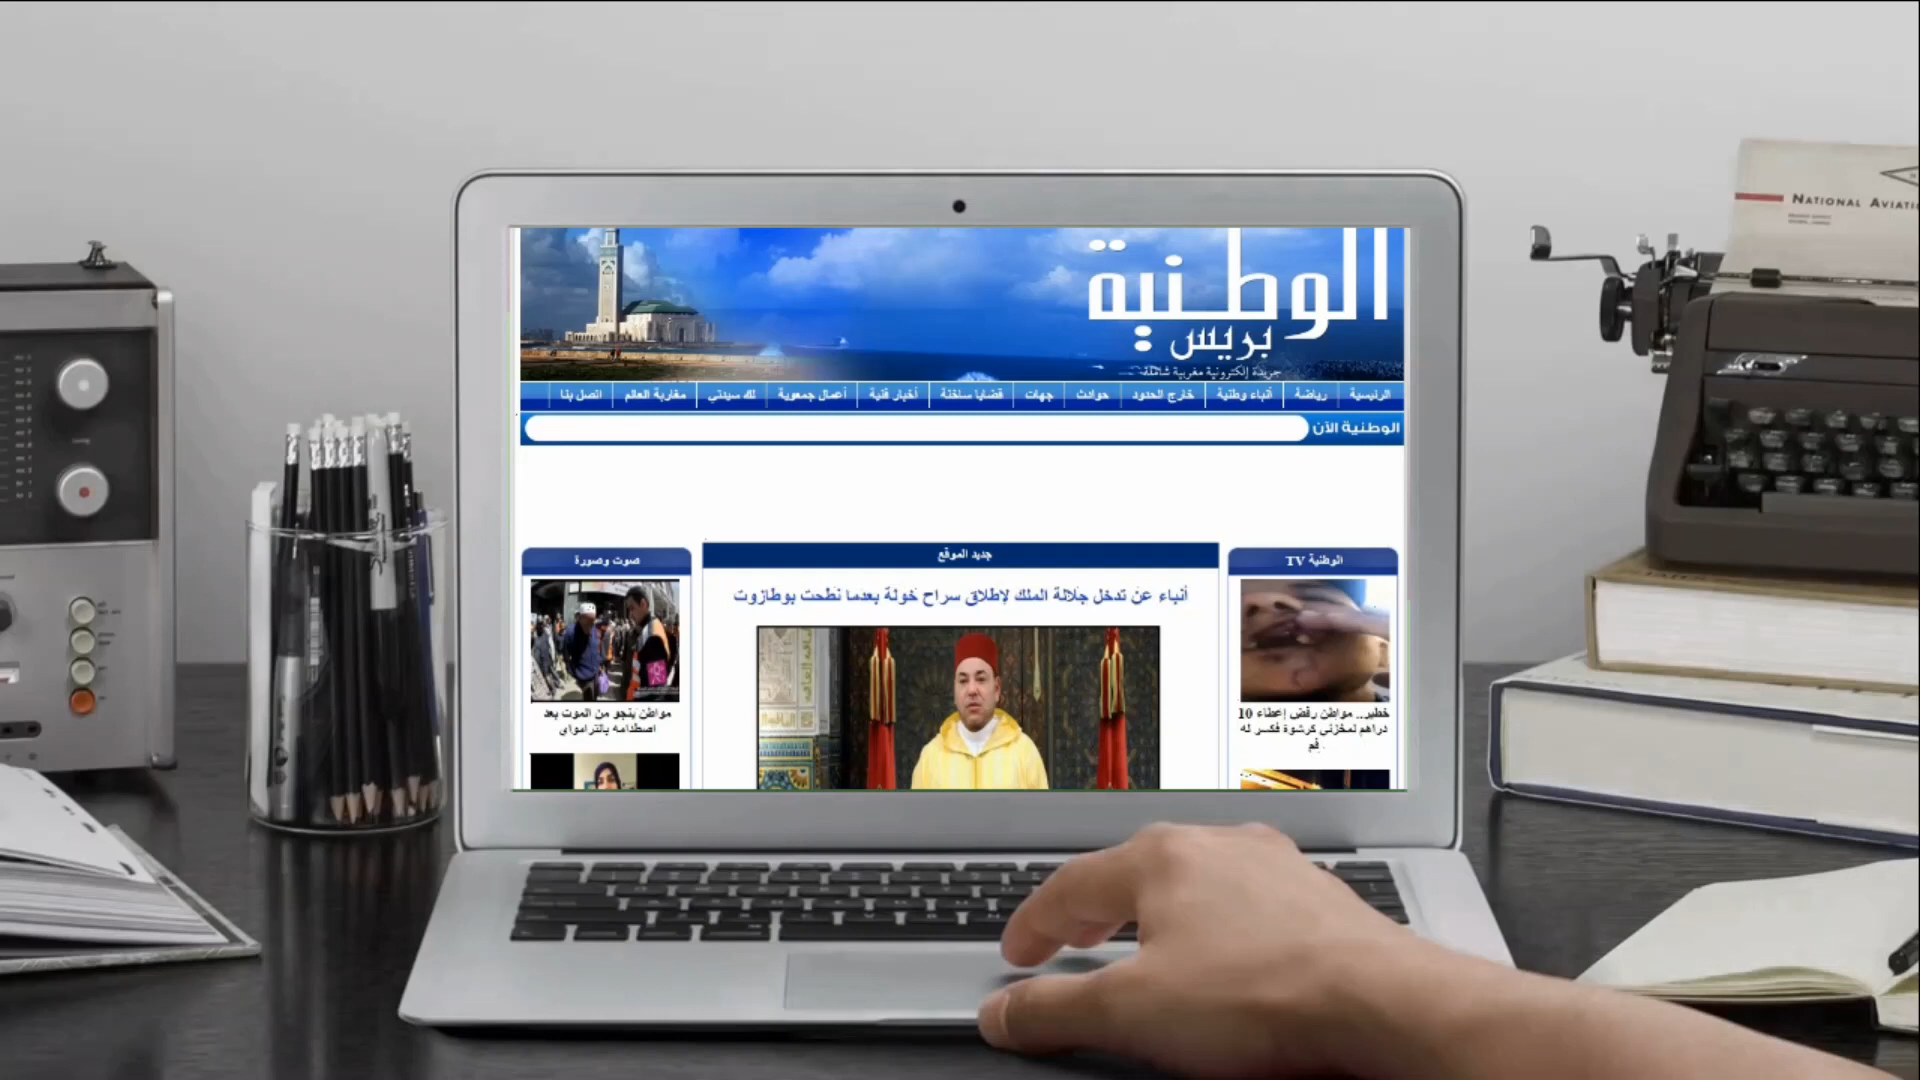 الوطنية
بريس
جريدة إلكترونية مغربية شاملة
الرئيسية
رياضة
أنباء وطنية
خارج الحدود
حوادث
جهات
قضايا ساخنة
أخبار فنية
أعمال جمعوية
لك سيدتي
مغاربة العالم
اتصل بنا
الوطنية الآن
الوطنية TV
خطير.. مواطن رفض إعطاء 10
دراهم لمخزني كرشوة فكسر له
فم
جديد الموقع
أنباء عن تدخل جلالة الملك لإطلاق سراح خولة بعدما نطحت بوطازوت
صوت وصورة
مواطن ينجو من الموت بعد
اصطدامه بالترامواي
NATIONAL AVIATI